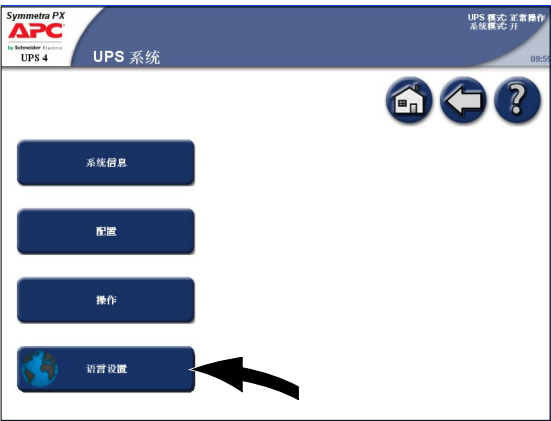 Symmetra PX
APC
by Schneider Electric
UPS 4
UPS 系统
UPS 模式: 正常操作
系统模式: 开
09:59
?
系统信息
配置
操作
语言设置